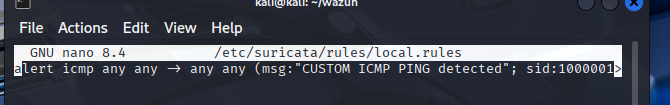 kali@kali: ~/wazuh
File Actions Edit View Help
GNU nano 8.4 /etc/suricata/rules/local.rules
alert icmp any any -> any any (msg:"CUSTOM ICMP PING detected"; sid:1000001>